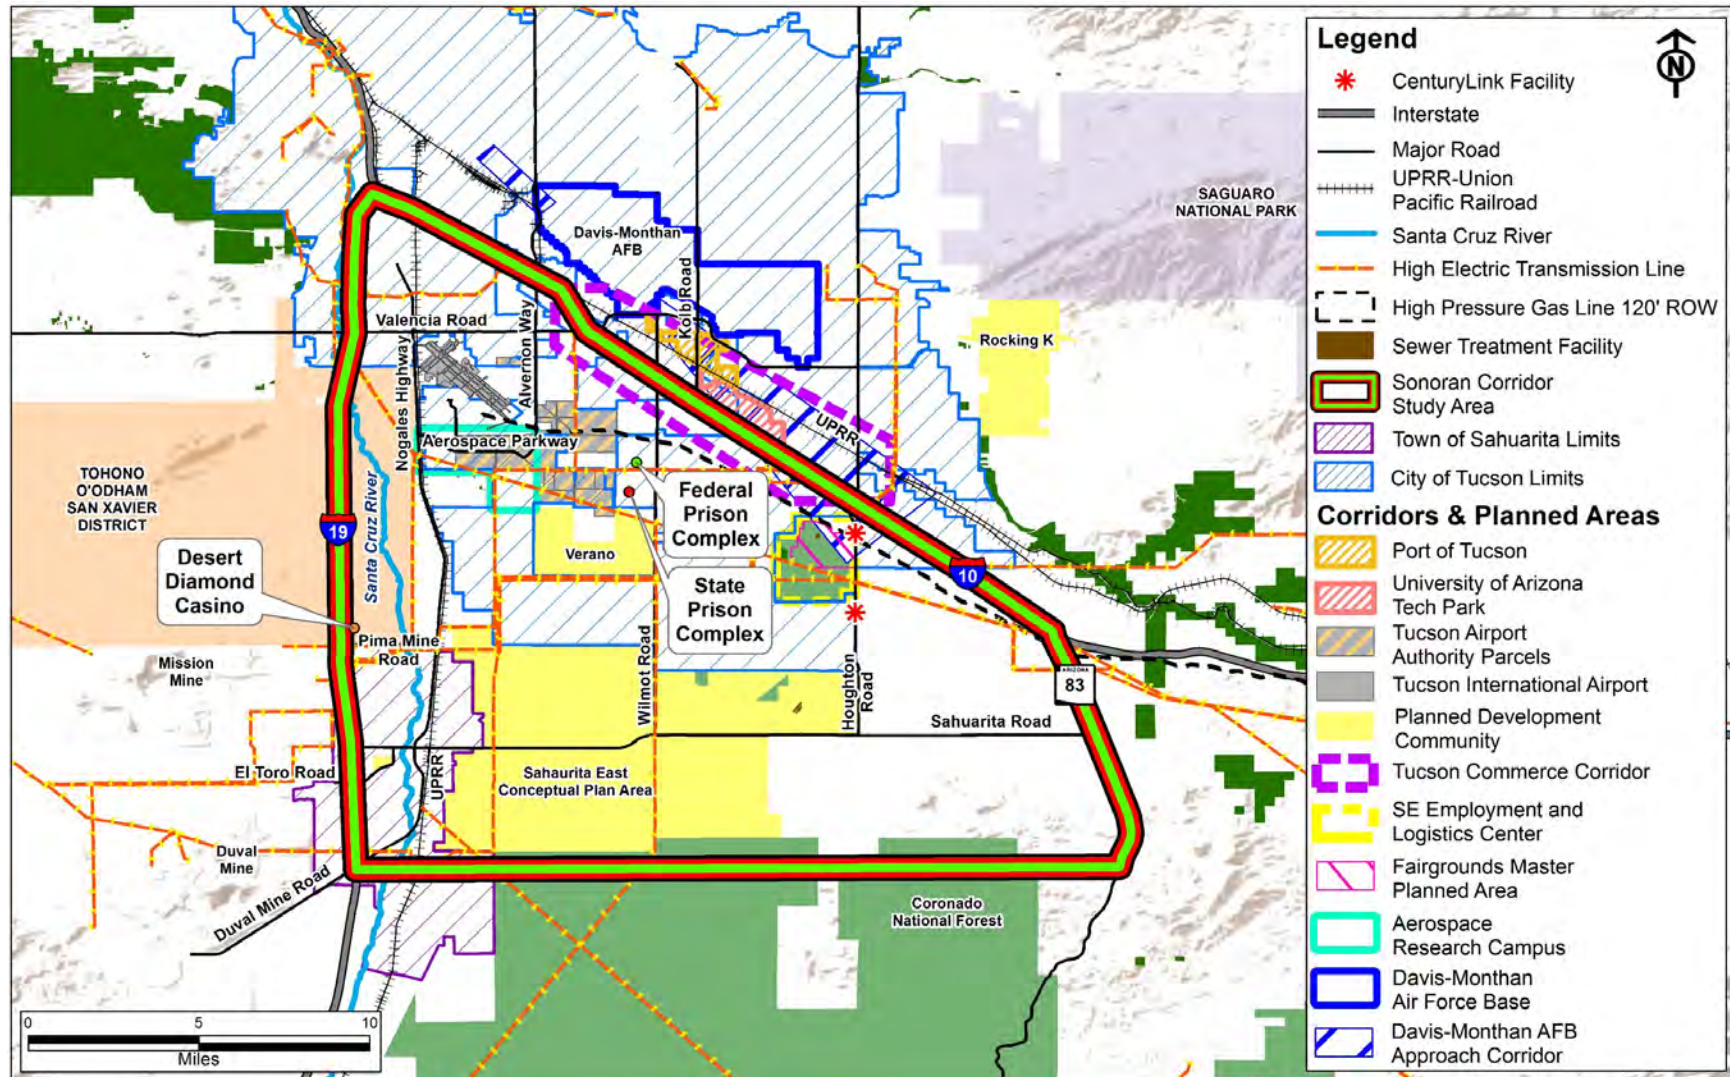 SAGUARO
NATIONAL PARK
Davis-Monthan
AFB
Kolb Road
Valencia Road
Nogales Highway
Alvernon Way
Rocking K
UPRR
Aerospace Parkway
TOHONO
O'ODHAM
SAN XAVIER
DISTRICT
Santa Cruz River
19
Federal
Prison
Complex
Verano
Desert
Diamond
Casino
State
Prison
Complex
10
Pima Mine
Road
Mission
Mine
Wilmot Road
Houghton
Road
ARIZONA
83
Sahuarita Road
El Toro Road
UPRR
Sahaurita East
Conceptual Plan Area
Duval
Mine
Duval Mine Road
Coronado
National Forest
0 5 10
Miles
Legend
N
CenturyLink Facility
Interstate
Major Road
UPRR-Union
Pacific Railroad
Santa Cruz River
High Electric Transmission Line
High Pressure Gas Line 120' ROW
Sewer Treatment Facility
Sonoran Corridor
Study Area
Town of Sahuarita Limits
City of Tucson Limits
Corridors & Planned Areas
Port of Tucson
University of Arizona
Tech Park
Tucson Airport
Authority Parcels
Tucson International Airport
Planned Development
Community
Tucson Commerce Corridor
SE Employment and
Logistics Center
Fairgrounds Master
Planned Area
Aerospace
Research Campus
Davis-Monthan
Air Force Base
Davis-Monthan AFB
Approach Corridor